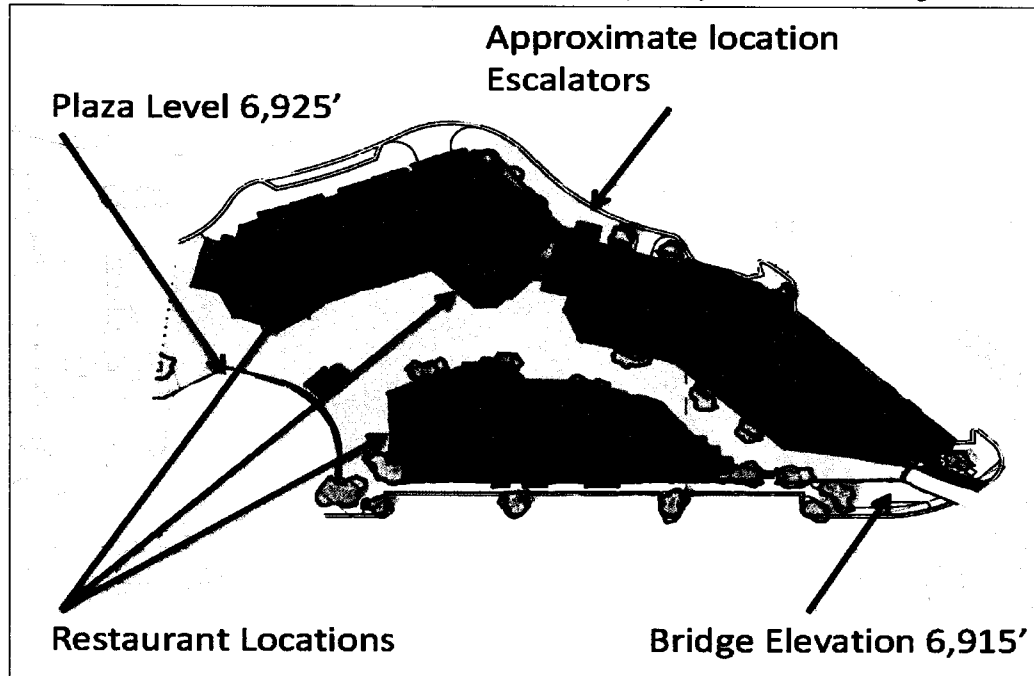 Approximate location
Escalators
Plaza Level 6,925’
Restaurant Locations
Bridge Elevation 6,915’